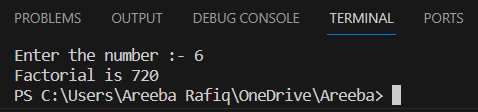 PROBLEMS OUTPUT DEBUG CONSOLE TERMINAL PORTS
Enter the number :- 6
Factorial is 720
PS C:\Users\Areeba Rafiq\OneDrive\Areeba>